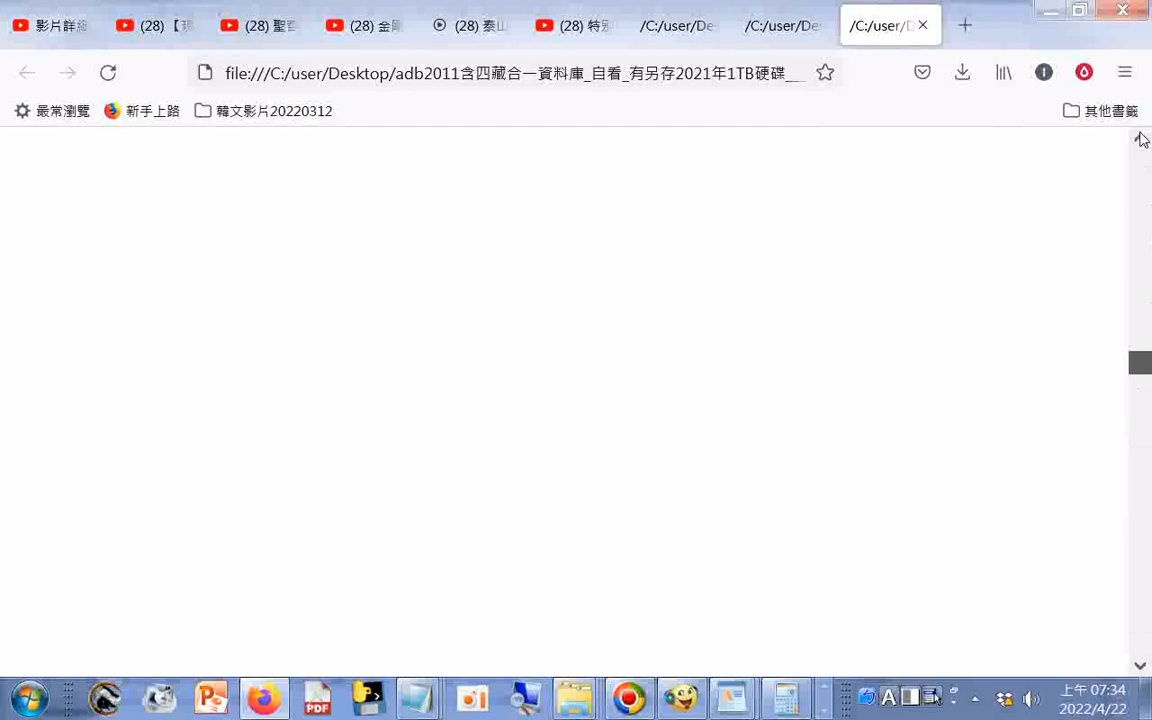 影片詳細 (28) 【 (28) 聖 (28) 金剛 (28) 泰山 (28) 特別 /C:/user/De /C:/user/De /C:/user/D
file:///C:/user/Desktop/adb2011含四藏合一資料庫_自看_有另存2021年1TB硬碟__
最常瀏覽 新手上路 韓文影片20220312 其他書籤
PDF A 上午 07:34
2022/4/22